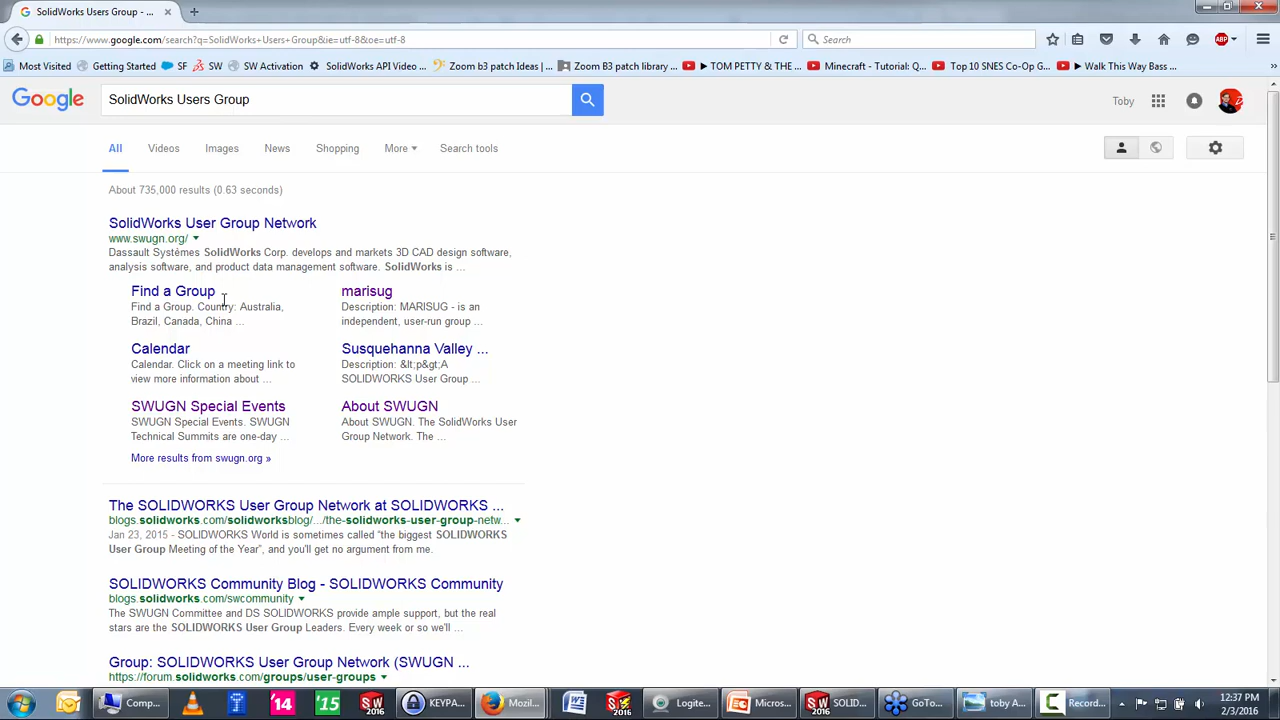 SolidWorks Users Group - ...
https://www.google.com/search?q=SolidWorks+Users+Group&ie=utf-8&oe=utf-8
Search
ABP
Most Visited
Getting Started
SF
SW
SW Activation
SolidWorks API Video ...
Zoom b3 patch Ideas | ...
Zoom B3 patch library ...
► TOM PETTY & THE ...
Minecraft - Tutorial: Q...
Top 10 SNES Co-Op G...
► Walk This Way Bass ...
»
Google
SolidWorks Users Group
Toby
All
Videos
Images
News
Shopping
More
Search tools
About 735,000 results (0.63 seconds)
SolidWorks User Group Network
www.swugn.org/
Dassault Systèmes SolidWorks Corp. develops and markets 3D CAD design software,
analysis software, and product data management software. SolidWorks is ...
Find a Group
Find a Group. Country: Australia,
Brazil, Canada, China ...
marisug
Description: MARISUG - is an
independent, user-run group ...
Calendar
Calendar. Click on a meeting link to
view more information about ...
Susquehanna Valley ...
Description: &lt;p&gt;A
SOLIDWORKS User Group ...
SWUGN Special Events
SWUGN Special Events. SWUGN
Technical Summits are one-day ...
About SWUGN
About SWUGN. The SolidWorks User
Group Network. The ...
More results from swugn.org »
The SOLIDWORKS User Group Network at SOLIDWORKS ...
blogs.solidworks.com/solidworksblog/.../the-solidworks-user-group-netw...
Jan 23, 2015 - SOLIDWORKS World is sometimes called "the biggest SOLIDWORKS
User Group Meeting of the Year", and you'll get no argument from me.
SOLIDWORKS Community Blog - SOLIDWORKS Community
blogs.solidworks.com/swcommunity
The SWUGN Committee and DS SOLIDWORKS provide ample support, but the real
stars are the SOLIDWORKS User Group Leaders. Every week or so we'll ...
Group: SOLIDWORKS User Group Network (SWUGN ...
https://forum.solidworks.com/groups/user-groups
Comp...
'14
15
SW
2016
KEYPA...
Mozil...
Logite...
Micros...
SOLID...
GoTo...
toby A...
Record...
12:37 PM
2/3/2016